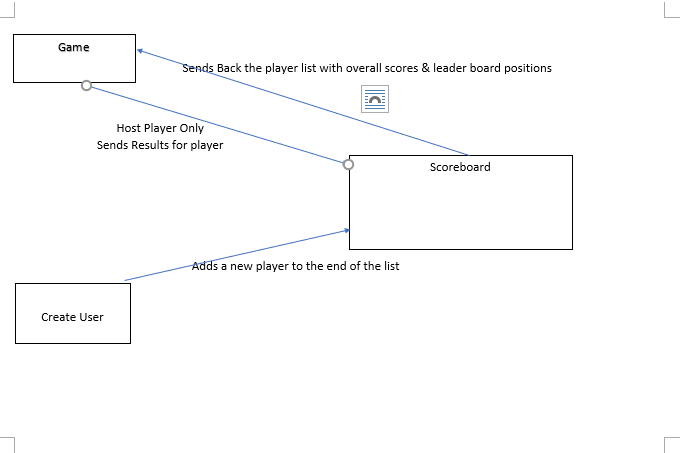 Game
Sends Back the player list with overall scores & leader board positions
Host Player Only
Sends Results for player
Scoreboard
Adds a new player to the end of the list
Create User